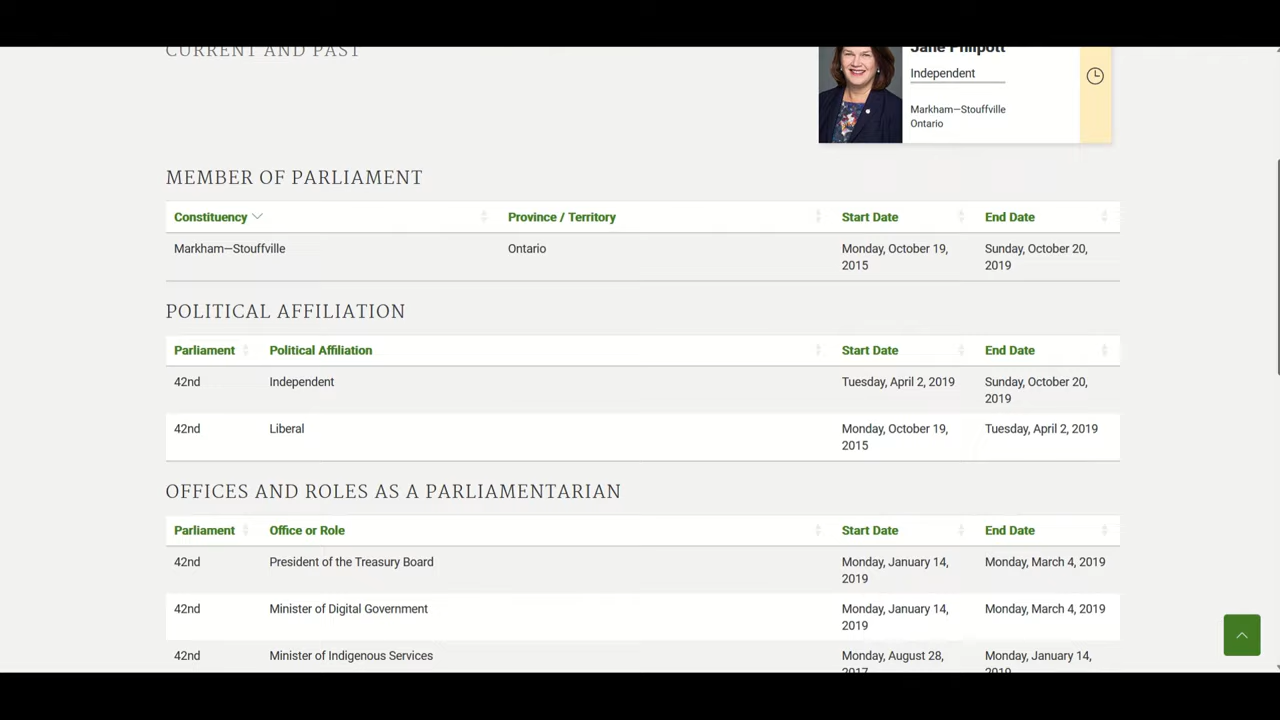 CURRENT AND PAST
Jane Philpott
Independent
Markham—Stouffville
Ontario
MEMBER OF PARLIAMENT
Constituency Province / Territory Start Date End Date
Markham—Stouffville Ontario Monday, October 19, Sunday, October 20,
2015 2019
POLITICAL AFFILIATION
Parliament Political Affiliation Start Date End Date
42nd Independent Tuesday, April 2, 2019 Sunday, October 20,
2019
42nd Liberal Monday, October 19, Tuesday, April 2, 2019
2015
OFFICES AND ROLES AS A PARLIAMENTARIAN
Parliament Office or Role Start Date End Date
42nd President of the Treasury Board Monday, January 14, Monday, March 4, 2019
2019
42nd Minister of Digital Government Monday, January 14, Monday, March 4, 2019
2019
42nd Minister of Indigenous Services Monday, August 28, Monday, January 14,
2017 2019